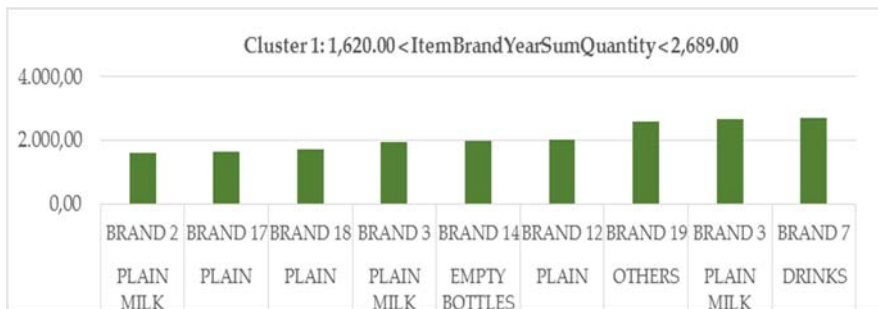 Cluster 1: 1,620.00 < ItemBrandYearSumQuantity < 2,689.00
4.000,00
2.000,00
0,00
BRAND 2 BRAND 17 BRAND 18 BRAND 3 BRAND 14 BRAND 12 BRAND 19 BRAND 3 BRAND 7
PLAIN PLAIN PLAIN PLAIN EMPTY PLAIN OTHERS PLAIN DRINKS
MILK MILK BOTTLES MILK